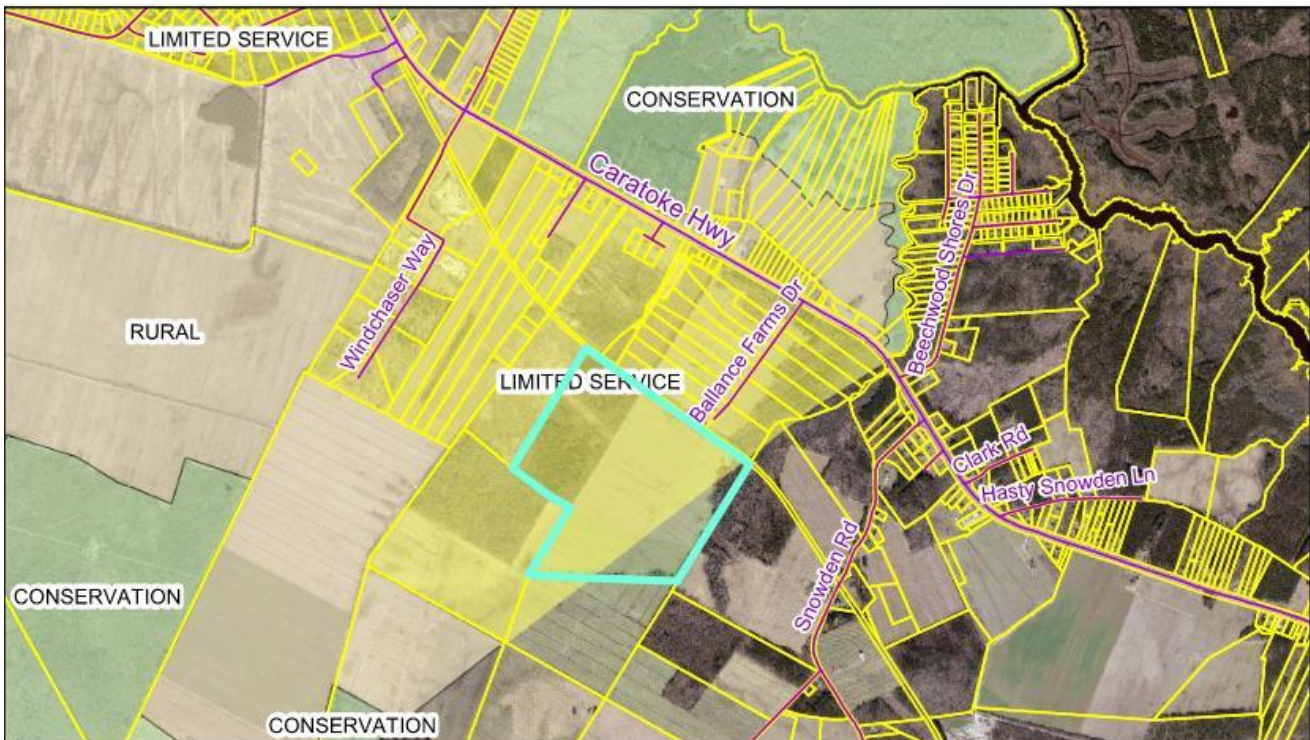 LIMITED SERVICE
CONSERVATION
Caratoke Hwy
Beechwood Shores Dr
Windchaser Way
RURAL
Ballance Farms Dr
LIMITED SERVICE
Clark Rd
Hasty Snowden Ln
Snowden Rd
CONSERVATION
CONSERVATION